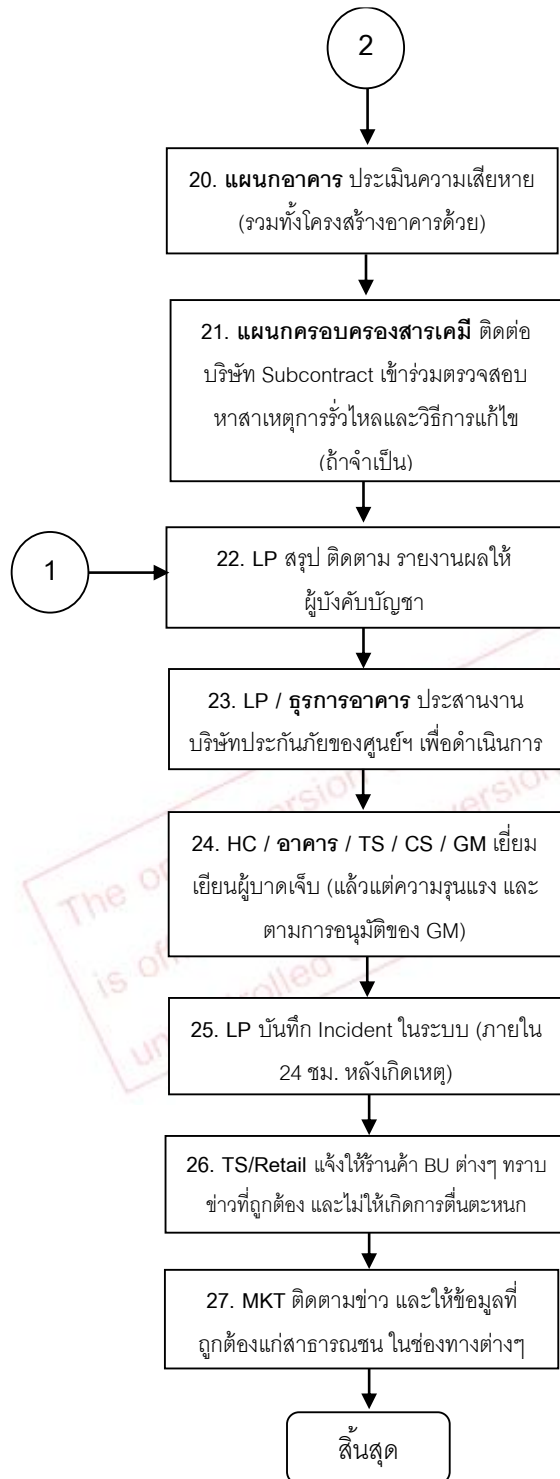 2
20. แผนกอาคาร ประเมินความเสียหาย
(รวมทั้งโครงสร้างอาคารด้วย)
21. แผนกครอบครองสารเคมี ติดต่อ
บริษัท Subcontract เข้าร่วมตรวจสอบ
หาสาเหตุการรั่วไหลและวิธีการแก้ไข
(ถ้าจำเป็น)
1
22. LP สรุป ติดตาม รายงานผลให้
ผู้บังคับบัญชา
23. LP / ธุรการอาคาร ประสานงาน
บริษัทประกันภัยของศูนย์ฯ เพื่อดำเนินการ
24. HC / อาคาร / TS / CS / GM เยี่ยม
เยียนผู้บาดเจ็บ (แล้วแต่ความรุนแรง และ
ตามการอนุมัติของ GM)
25. LP บันทึก Incident ในระบบ (ภายใน
24 ชม. หลังเกิดเหตุ)
26. TS/Retail แจ้งให้ร้านค้า BU ต่างๆ ทราบ
ข่าวที่ถูกต้อง และไม่ให้เกิดการตื่นตะหนก
27. MKT ติดตามข่าว และให้ข้อมูลที่
ถูกต้องแก่สาธารณชน ในช่องทางต่างๆ
สิ้นสุด
The
is